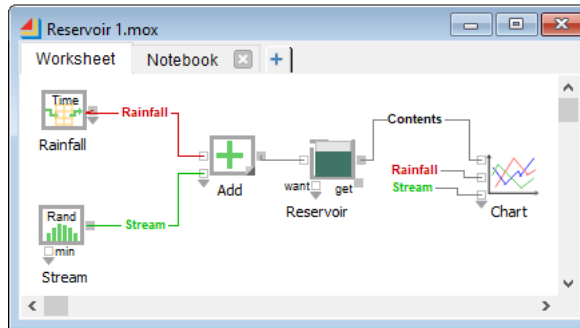 Reservoir 1.mox
Worksheet
Notebook
Time
Rainfall
Rainfall
Contents
Add
want
get
Reservoir
Rainfall
Stream
Chart
Rand
Stream
min
Stream